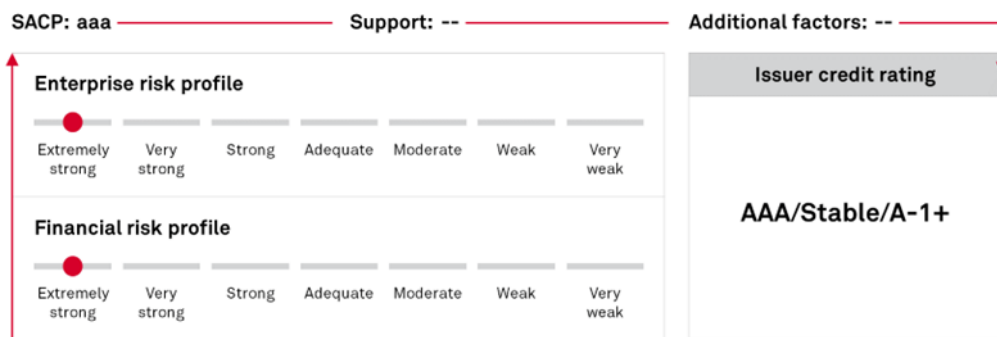 SACP: aaa Support: -- Additional factors: --
Enterprise risk profile
Extremely strong Very strong Strong Adequate Moderate Weak Very weak
Financial risk profile
Extremely strong Very strong Strong Adequate Moderate Weak Very weak
Issuer credit rating
AAA/Stable/A-1+